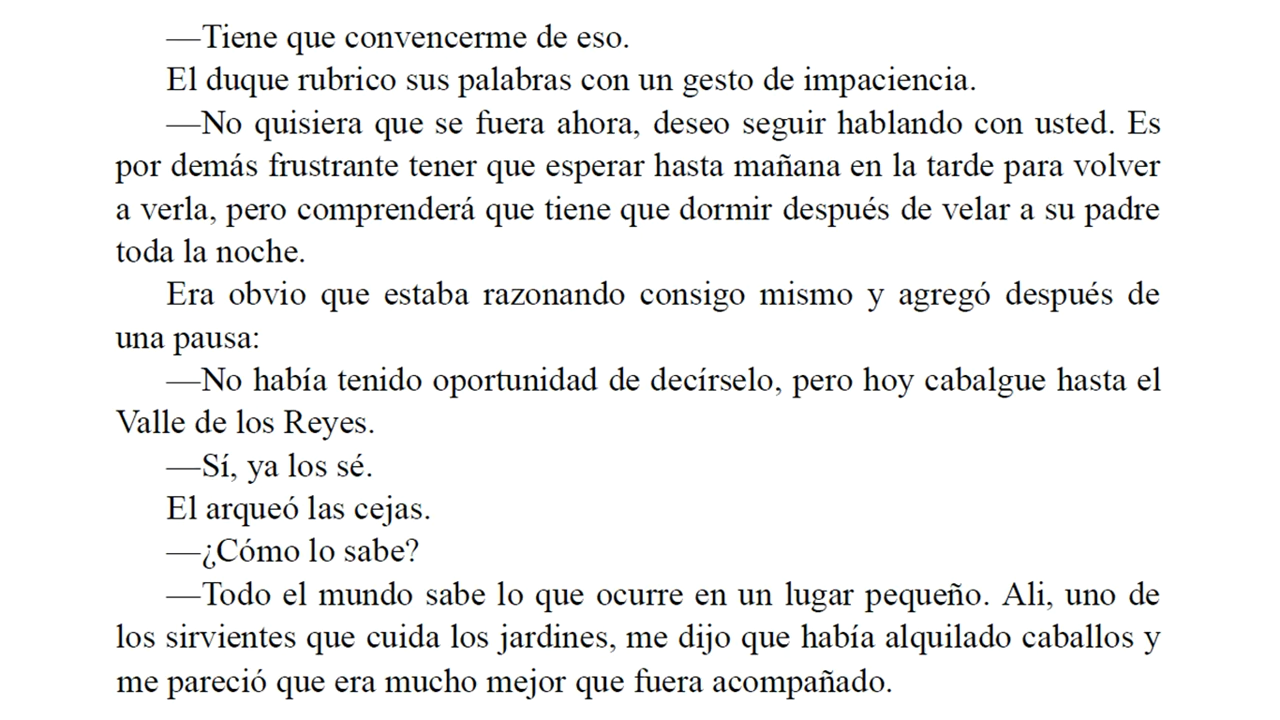 —Tiene que convencerme de eso.
El duque rubrico sus palabras con un gesto de impaciencia.
—No quisiera que se fuera ahora, deseo seguir hablando con usted. Es
por demás frustrante tener que esperar hasta mañana en la tarde para volver
a verla, pero comprenderá que tiene que dormir después de velar a su padre
toda la noche.
Era obvio que estaba razonando consigo mismo y agregó después de
una pausa:
—No había tenido oportunidad de decírselo, pero hoy cabalgue hasta el
Valle de los Reyes.
—Sí, ya los sé.
El arqueó las cejas.
—¿Cómo lo sabe?
—Todo el mundo sabe lo que ocurre en un lugar pequeño. Ali, uno de
los sirvientes que cuida los jardines, me dijo que había alquilado caballos y
me pareció que era mucho mejor que fuera acompañado.